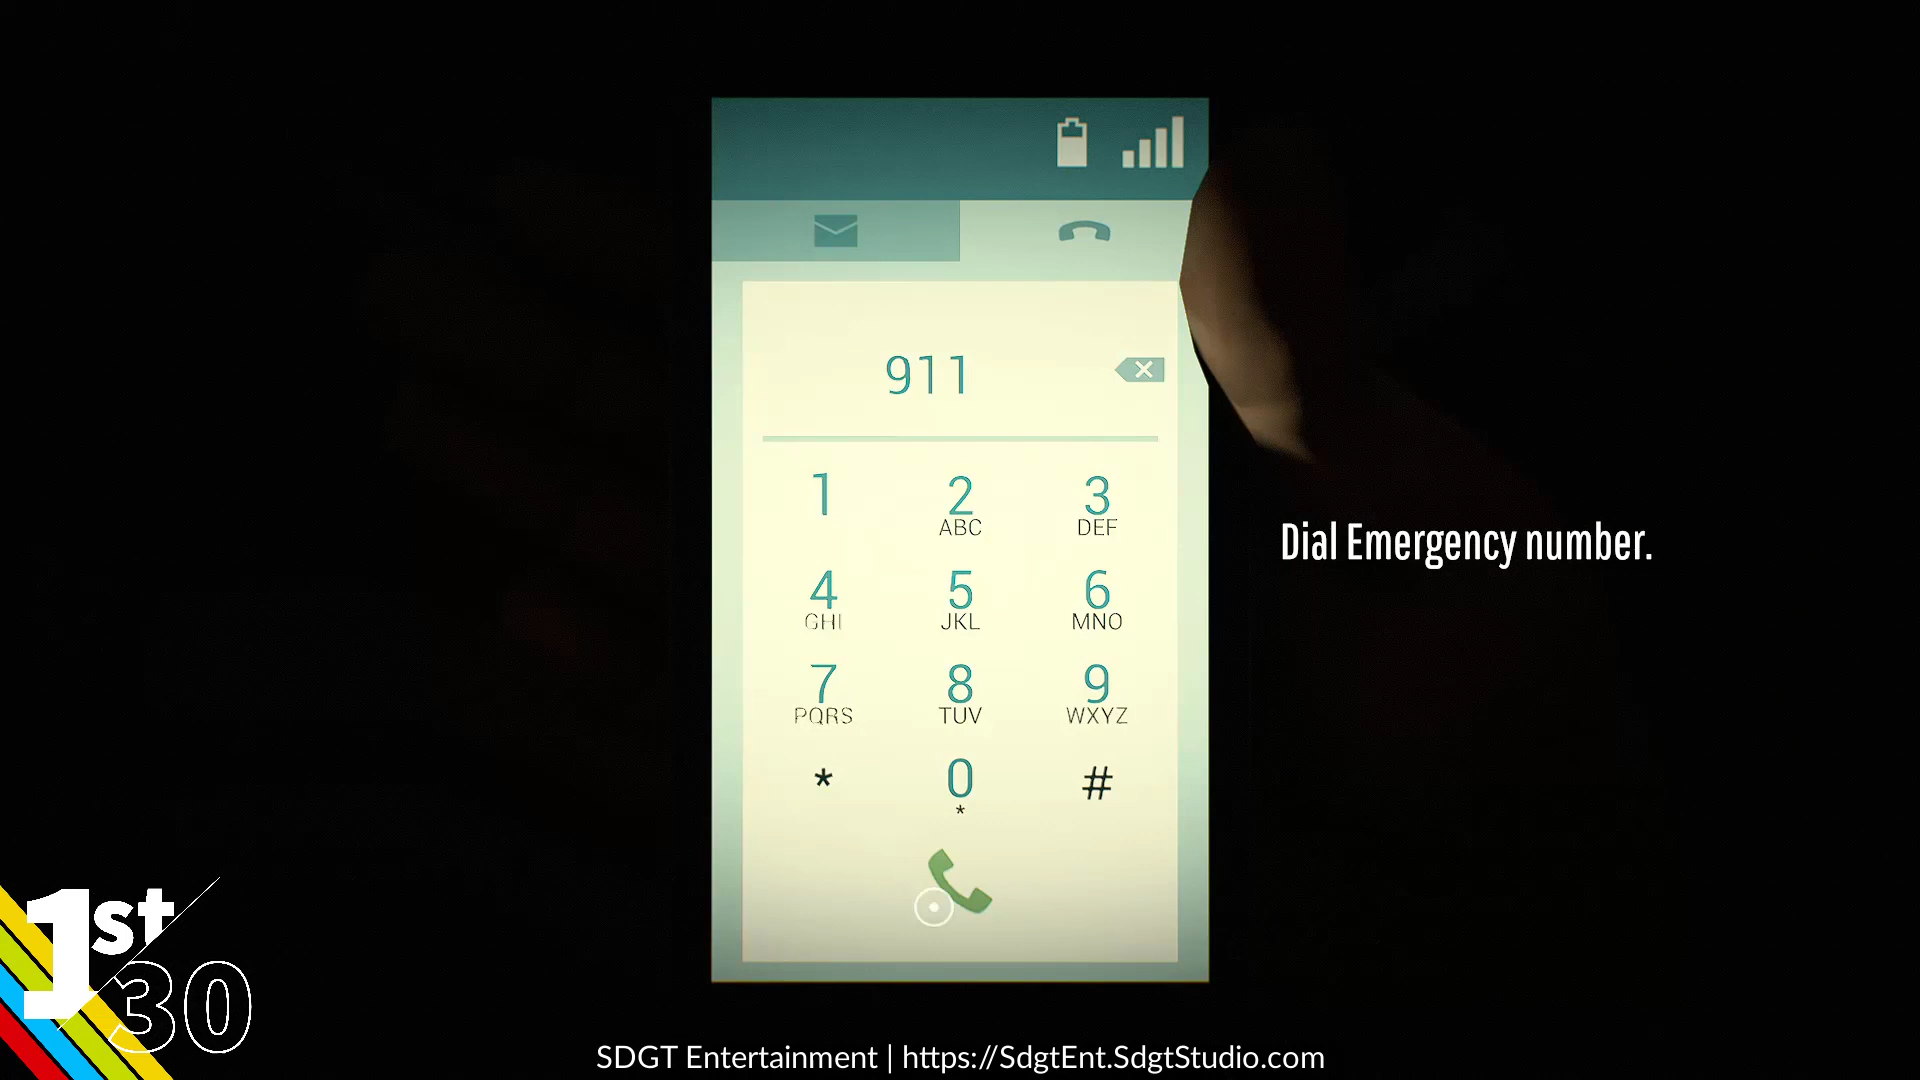 911
1
2
ABC
3
DEF
4
GHI
5
JKL
6
MNO
7
PQRS
8
TUV
9
WXYZ
*
0
*
#
Dial Emergency number.
1st
30
SDGT Entertainment | https://SdgtEnt.SdgtStudio.com